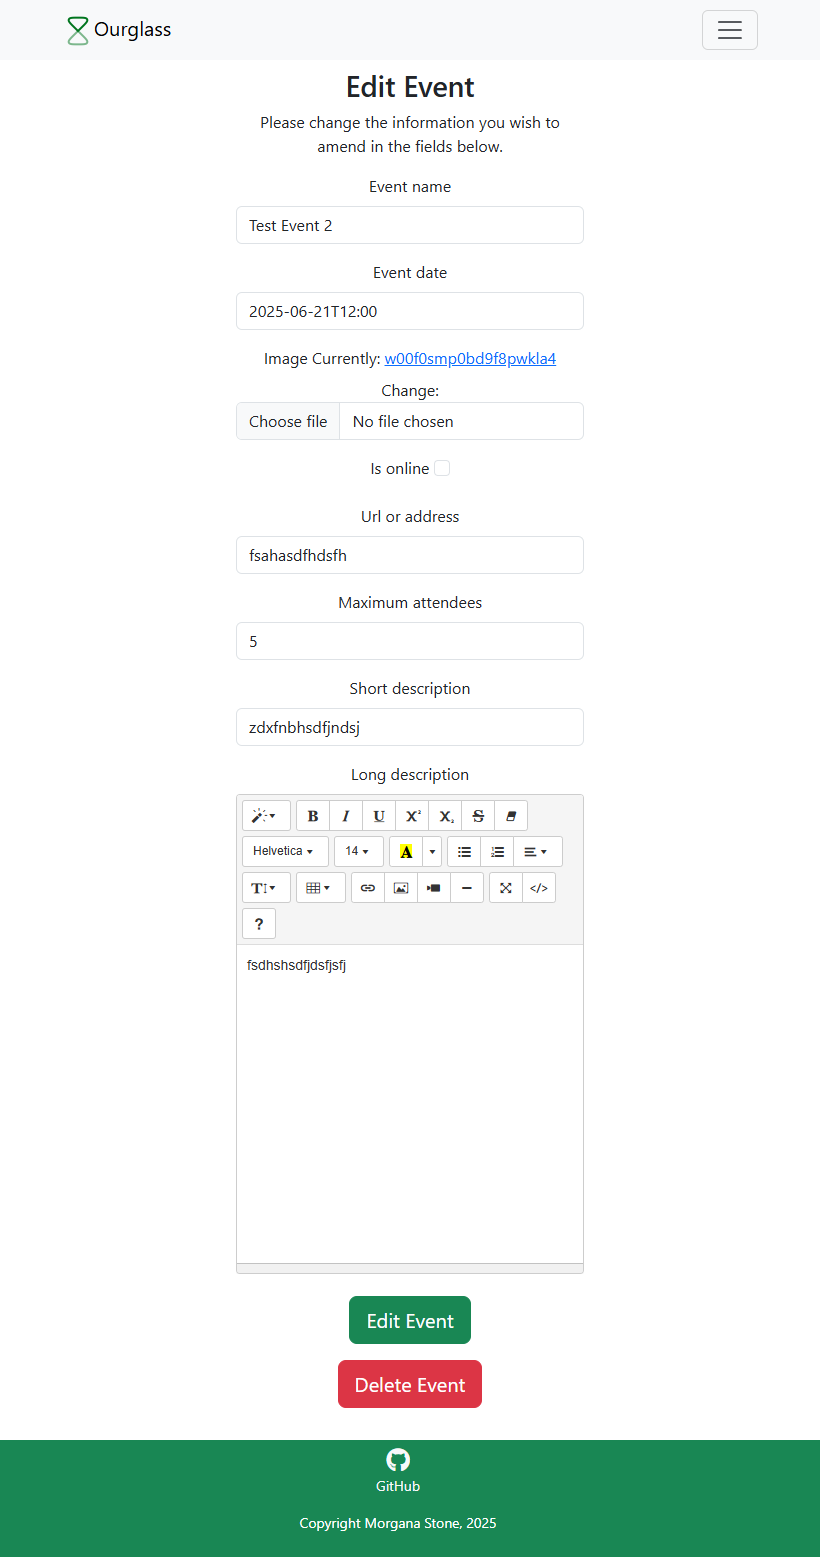 Ourglass
Edit Event
Please change the information you wish to
amend in the fields below.
Event name
Test Event 2
Event date
2025-06-21T12:00
Image Currently: w00f0smp0bd9f8pwkla4
Change:
Choose file No file chosen
Is online
Url or address
fsahasdfhdsfh
Maximum attendees
5
Short description
zdxfnbhsdfjndsj
Long description
B I U X² X₂ S
Helvetica 14 A
T </>
?
fsdhshsdfjdsfjsfj
Edit Event
Delete Event
GitHub
Copyright Morgana Stone, 2025